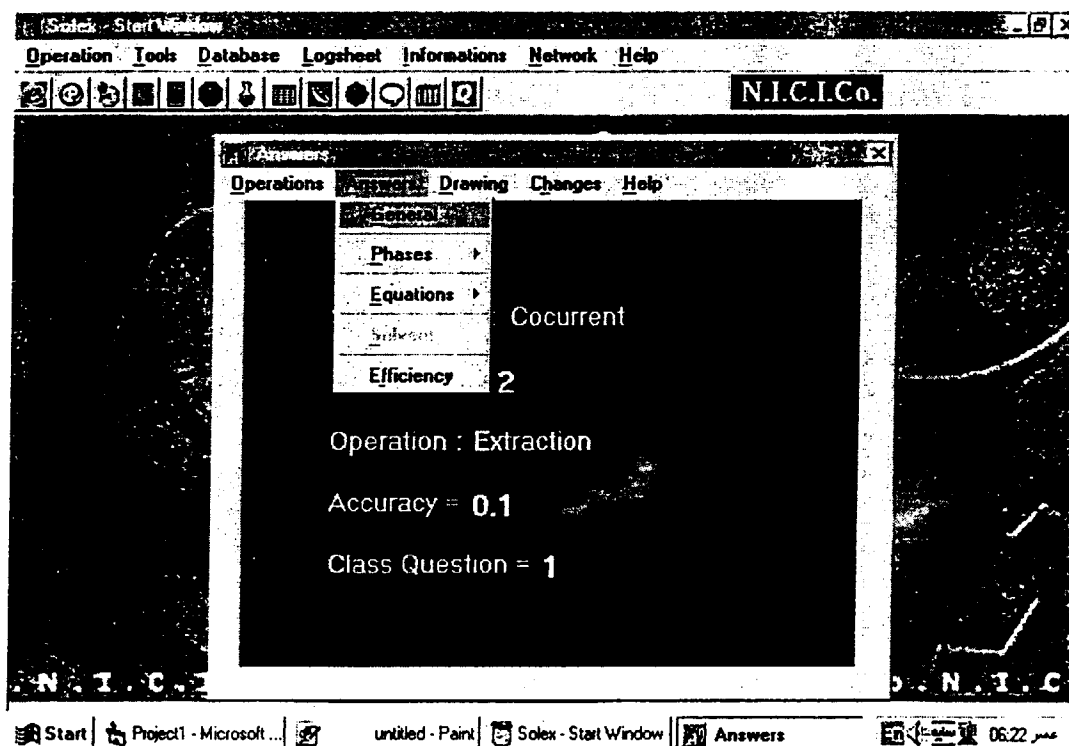 Solex - Start Window
Operation Tools Database Logsheet Informations Network Help
N.I.C.I.Co.
Answers
Operations Answers Drawing Changes Help
General
Phases
Equations
Cocurrent
Subset
Efficiency
2
Operation : Extraction
Accuracy = 0.1
Class Question = 1
N . I . C . I
. N . I . C
Start Project1 - Microsoft ... untitled - Paint Solex - Start Window Answers En 06:22 عصر